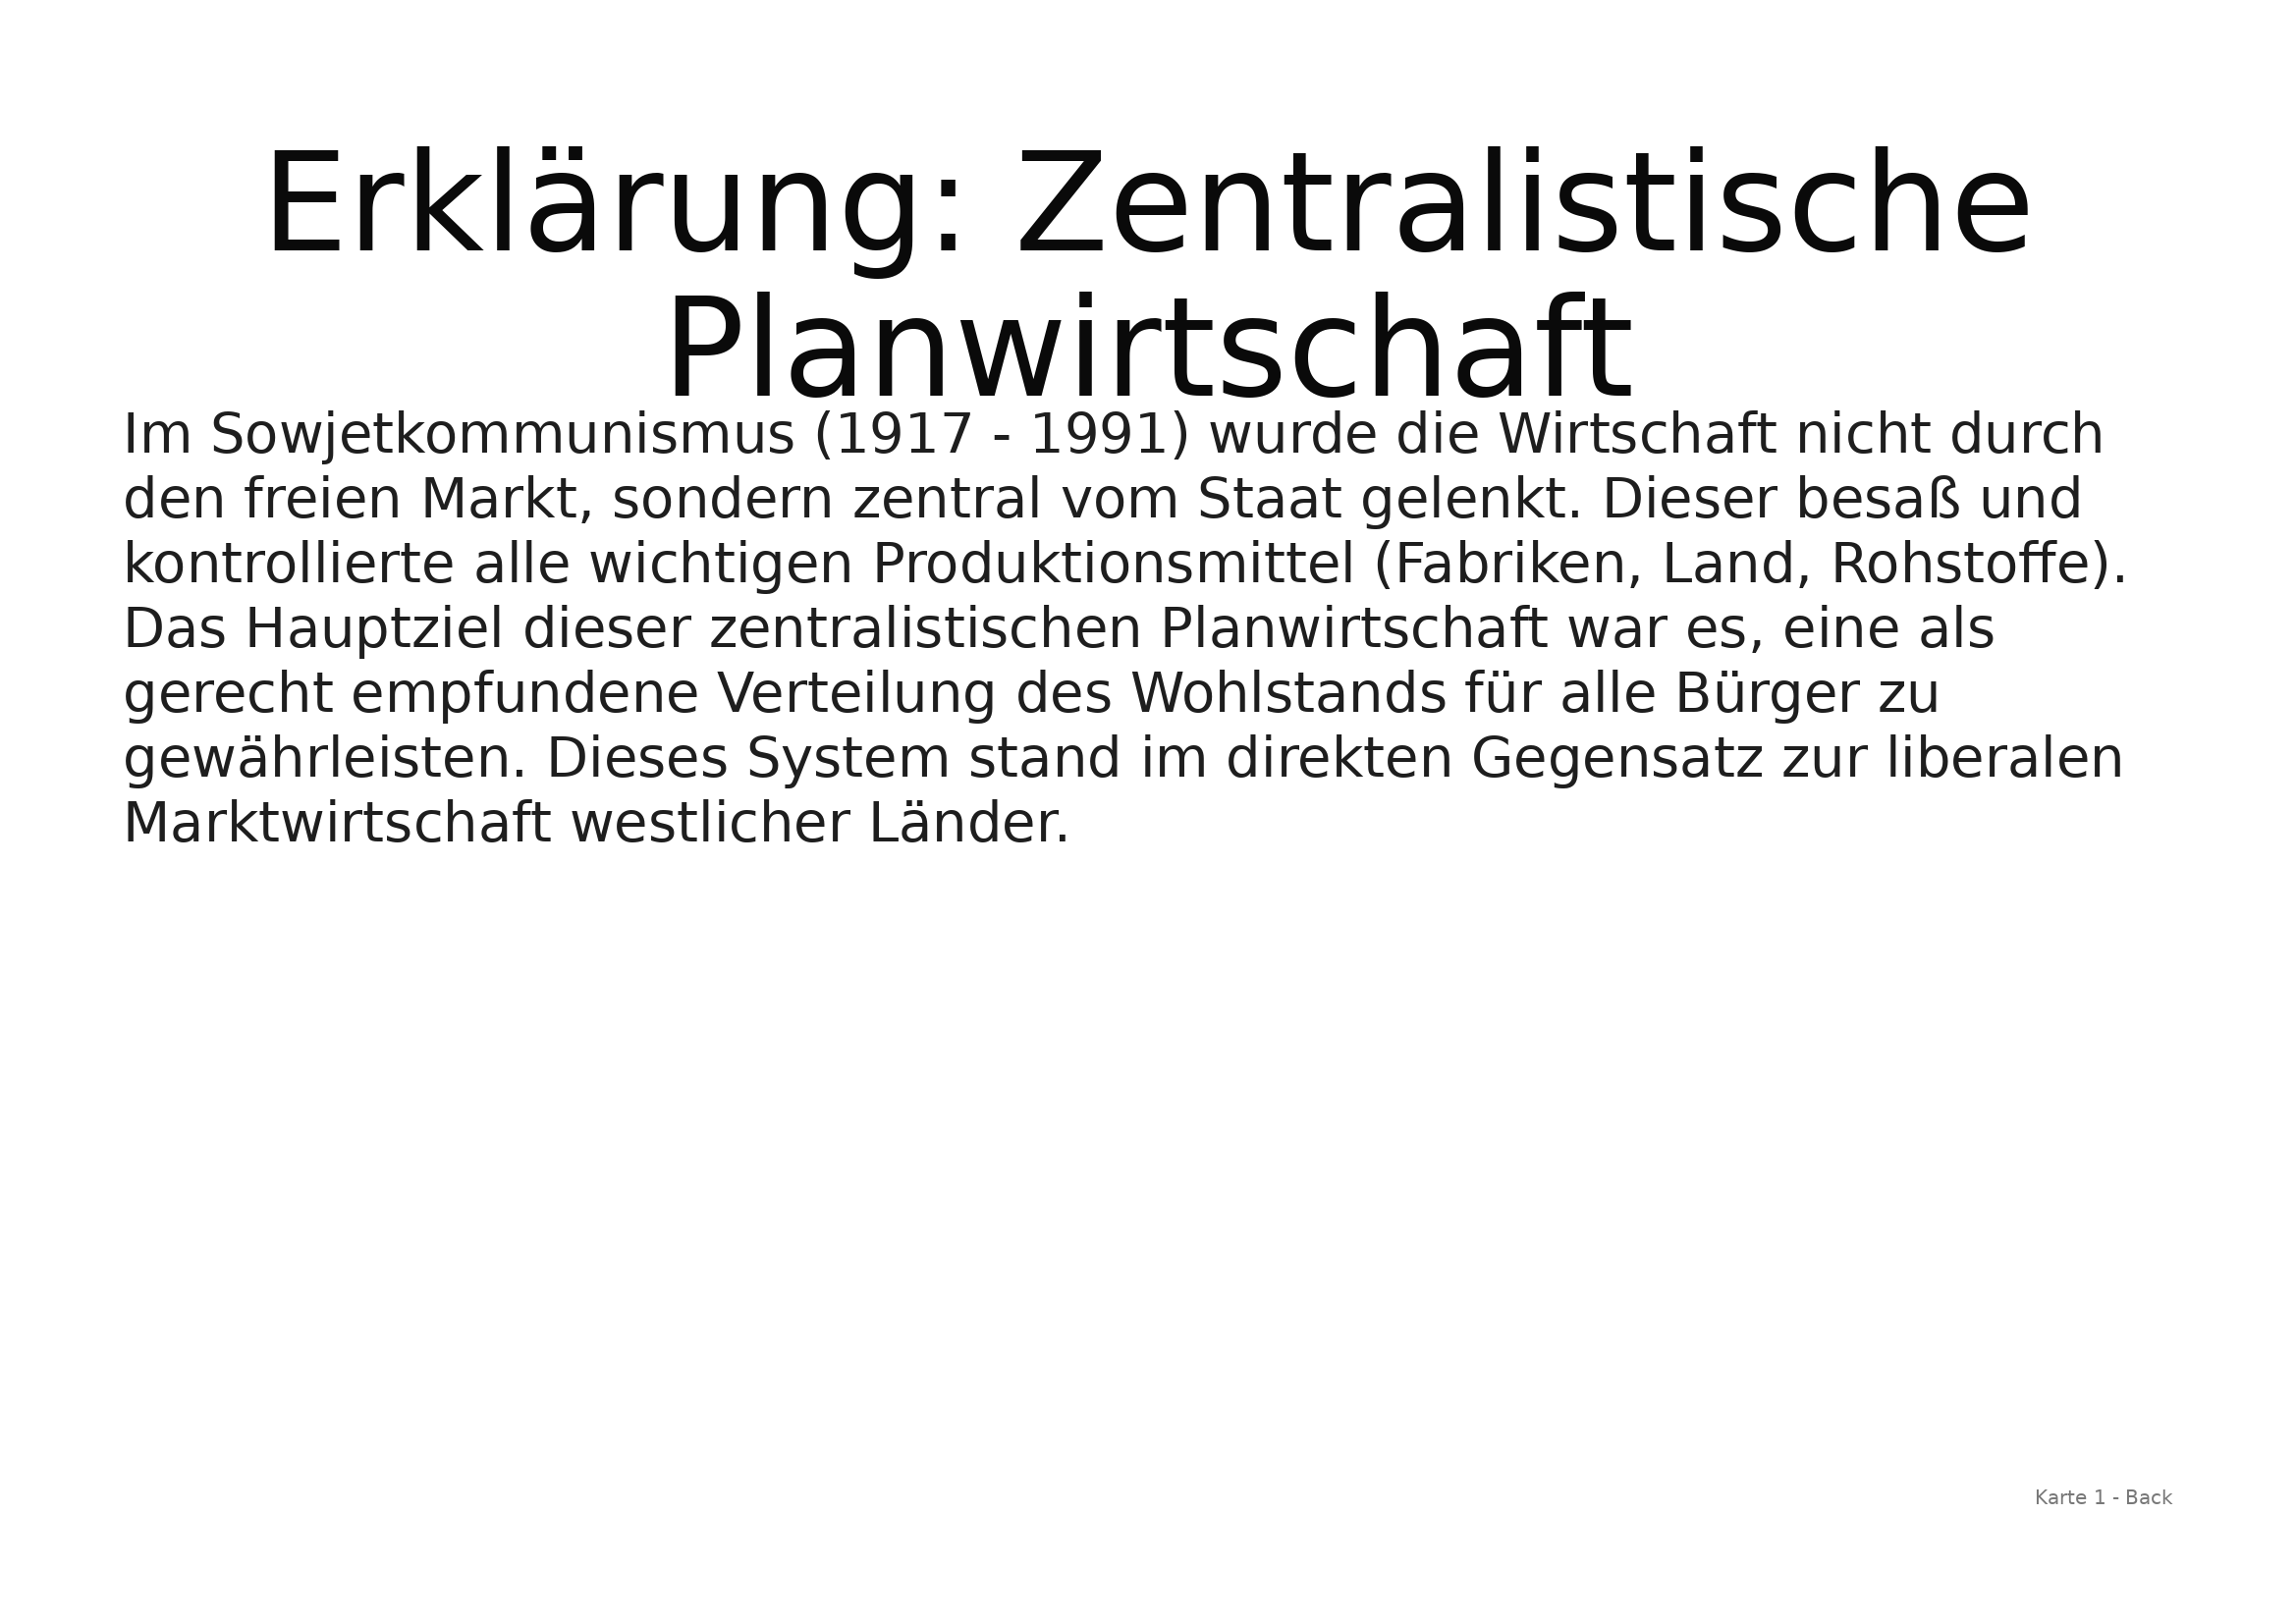 Erklärung: Zentralistische
Planwirtschaft
Im Sowjetkommunismus (1917 - 1991) wurde die Wirtschaft nicht durch
den freien Markt, sondern zentral vom Staat gelenkt. Dieser besaß und
kontrollierte alle wichtigen Produktionsmittel (Fabriken, Land, Rohstoffe).
Das Hauptziel dieser zentralistischen Planwirtschaft war es, eine als
gerecht empfundene Verteilung des Wohlstands für alle Bürger zu
gewährleisten. Dieses System stand im direkten Gegensatz zur liberalen
Marktwirtschaft westlicher Länder.
Karte 1 - Back